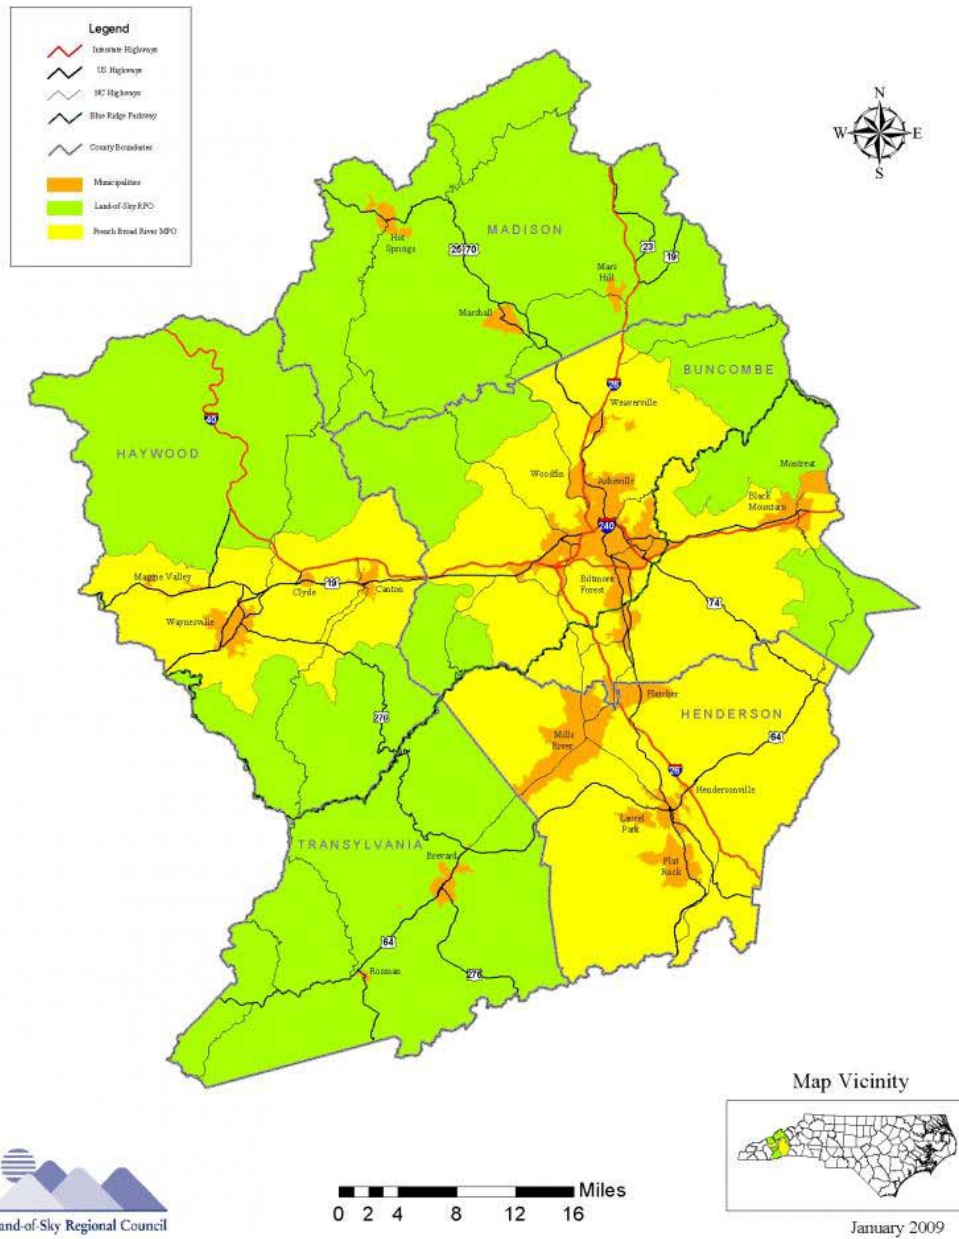 Legend
Interstate Highways
US Highways
NC Highways
Blue Ridge Parkway
County Boundaries
Municipalities
Land-of-Sky RPO
French Broad River MPO
N
W
E
S
MADISON
Hot
Springs
25 70
23
19
Mars
Hill
Marshall
BUNCOMBE
26
Weaverville
40
HAYWOOD
Woodfin
Asheville
Montreat
Black
Mountain
240
Maggie Valley
Clyde
19
Canton
Biltmore
Forest
74
Waynesville
276
Fletcher
HENDERSON
Mills
River
64
26
Hendersonville
Laurel
Park
TRANSYLVANIA
Brevard
Flat
Rock
64
Rosman
276
Map Vicinity
Miles
0 2 4 8 12 16
and-of-Sky Regional Council
January 2009